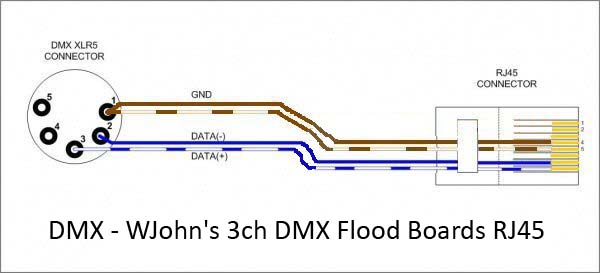 DMX XLR5
CONNECTOR
RJ45
CONNECTOR
GND
5
1
4
2
3
DATA(-)
DATA(+)
1
2
4
5
DMX - WJohn's 3ch DMX Flood Boards RJ45